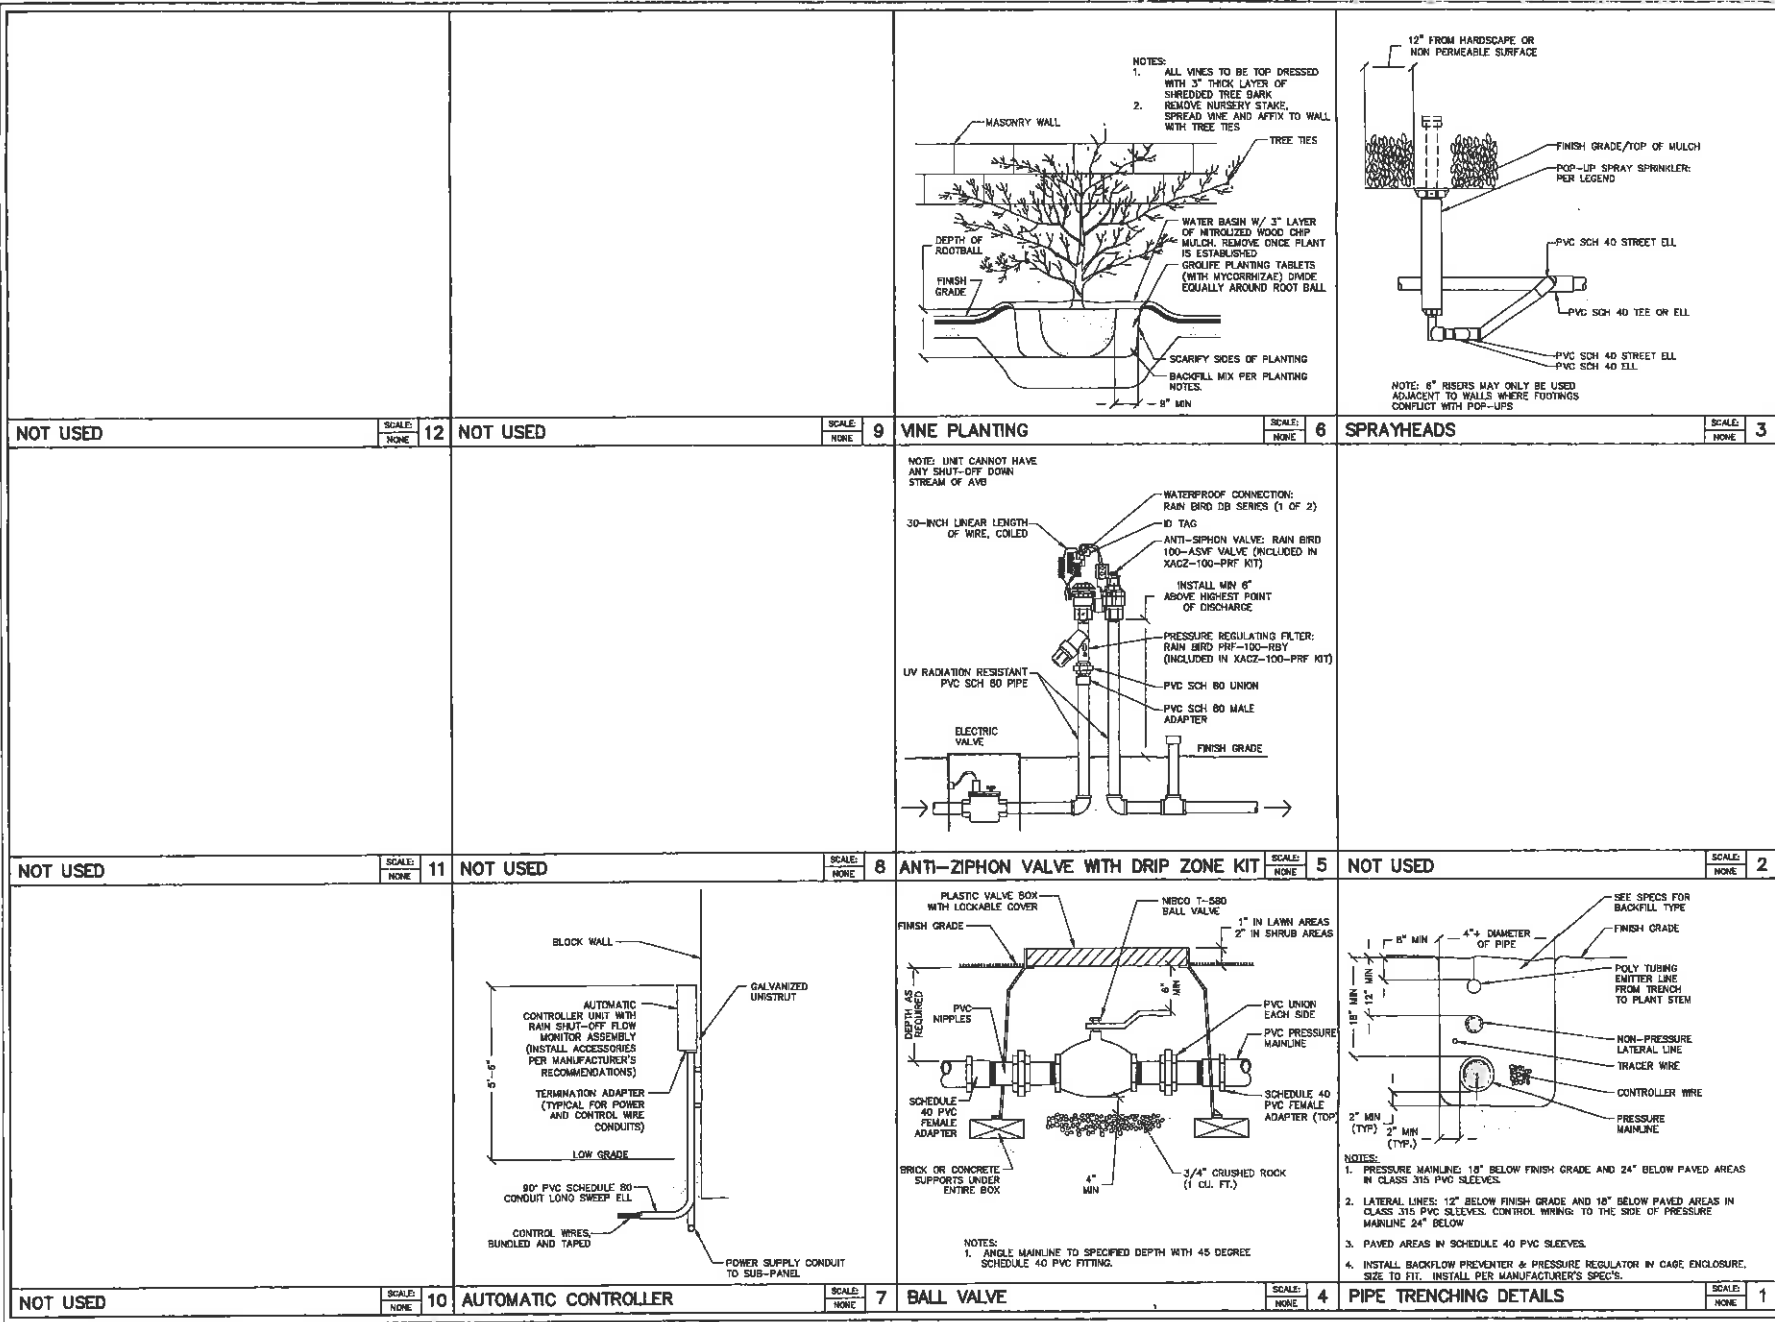 NOT USED
SCALE:
NONE
12
NOT USED
SCALE:
NONE
9
NOTES:
1. ALL VINES TO BE TOP DRESSED
WITH 3" THICK LAYER OF
SHREDDED TREE BARK
2. REMOVE NURSERY STAKE,
SPREAD VINE AND AFFIX TO WALL
WITH TREE TIES
MASONRY WALL
TREE TIES
WATER BASIN W/ 3" LAYER
OF NITROLIZED WOOD CHIP
MULCH. REMOVE ONCE PLANT
IS ESTABLISHED
GROLIFE PLANTING TABLETS
(WITH MYCORRHIZAE) DIVIDE
EQUALLY AROUND ROOT BALL
DEPTH OF
ROOTBALL
FINISH
GRADE
SCARIFY SIDES OF PLANTING
BACKFILL MIX PER PLANTING
NOTES.
MIN
VINE PLANTING
SCALE:
NONE
6
12" FROM HARDSCAPE OR
NON PERMEABLE SURFACE
FINISH GRADE/TOP OF MULCH
POP-UP SPRAY SPRINKLER:
PER LEGEND
PVC SCH 40 STREET ELL
PVC SCH 40 TEE OR ELL
PVC SCH 40 STREET ELL
PVC SCH 40 ELL
NOTE: 6" RISERS MAY ONLY BE USED
ADJACENT TO WALLS WHERE FOOTINGS
CONFLICT WITH POP-UPS
SPRAYHEADS
SCALE:
NONE
3
NOT USED
SCALE:
NONE
11
NOT USED
SCALE:
NONE
8
NOTE: UNIT CANNOT HAVE
ANY SHUT-OFF DOWN
STREAM OF AVB
WATERPROOF CONNECTION:
RAIN BIRD DB SERIES (1 OF 2)
30-INCH LINEAR LENGTH
OF WIRE, COILED
ID TAG
ANTI-SIPHON VALVE: RAIN BIRD
100-ASVF VALVE (INCLUDED IN
XACZ-100-PRF KIT)
INSTALL MIN 6"
ABOVE HIGHEST POINT
OF DISCHARGE
PRESSURE REGULATING FILTER:
RAIN BIRD PRF-100-RBY
(INCLUDED IN XACZ-100-PRF KIT)
UV RADIATION RESISTANT
PVC SCH 80 PIPE
PVC SCH 80 UNION
PVC SCH 80 MALE
ADAPTER
ELECTRIC
VALVE
FINISH GRADE
ANTI-ZIPHON VALVE WITH DRIP ZONE KIT
SCALE:
NONE
5
NOT USED
SCALE:
NONE
2
NOT USED
SCALE:
NONE
10
BLOCK WALL
GALVANIZED
UNISTRUT
AUTOMATIC
CONTROLLER UNIT WITH
RAIN SHUT-OFF FLOW
MONITOR ASSEMBLY
(INSTALL ACCESSORIES
PER MANUFACTURER'S
RECOMMENDATIONS)
5'-6"
TERMINATION ADAPTER
(TYPICAL FOR POWER
AND CONTROL WIRE
CONDUITS)
LOW GRADE
90° PVC SCHEDULE 80
CONDUIT LONG SWEEP ELL
CONTROL WIRES,
BUNDLED AND TAPED
POWER SUPPLY CONDUIT
TO SUB-PANEL
AUTOMATIC CONTROLLER
SCALE:
NONE
7
PLASTIC VALVE BOX
WITH LOCKABLE COVER
NIBCO T-580
BALL VALVE
FINISH GRADE
1" IN LAWN AREAS
2" IN SHRUB AREAS
DEPTH AS
REQUIRED
6"
MIN
PVC
NIPPLES
PVC UNION
EACH SIDE
PVC PRESSURE
MAINLINE
SCHEDULE
40 PVC
FEMALE
ADAPTER
SCHEDULE 40
PVC FEMALE
ADAPTER (TOP)
BRICK OR CONCRETE
SUPPORTS UNDER
ENTIRE BOX
4"
MIN
3/4" CRUSHED ROCK
(1 CU. FT.)
NOTES:
1. ANGLE MAINLINE TO SPECIFIED DEPTH WITH 45 DEGREE
SCHEDULE 40 PVC FITTING.
BALL VALVE
SCALE:
NONE
4
SEE SPECS FOR
BACKFILL TYPE
FINISH GRADE
MIN
4"+ DIAMETER
OF PIPE
POLY TUBING
EMITTER LINE
FROM TRENCH
TO PLANT STEM
18" MIN
12" MIN
NON-PRESSURE
LATERAL LINE
TRACER WIRE
CONTROLLER WIRE
PRESSURE
MAINLINE
2" MIN
(TYP)
2" MIN
(TYP.)
NOTES:
1. PRESSURE MAINLINE: 18" BELOW FINISH GRADE AND 24" BELOW PAVED AREAS
IN CLASS 315 PVC SLEEVES.
2. LATERAL LINES: 12" BELOW FINISH GRADE AND 18" BELOW PAVED AREAS IN
CLASS 315 PVC SLEEVES. CONTROL WIRING: TO THE SIDE OF PRESSURE
MAINLINE 24" BELOW
3. PAVED AREAS IN SCHEDULE 40 PVC SLEEVES.
4. INSTALL BACKFLOW PREVENTER & PRESSURE REGULATOR IN CAGE ENCLOSURE,
SIZE TO FIT. INSTALL PER MANUFACTURER'S SPEC'S.
PIPE TRENCHING DETAILS
SCALE:
NONE
1